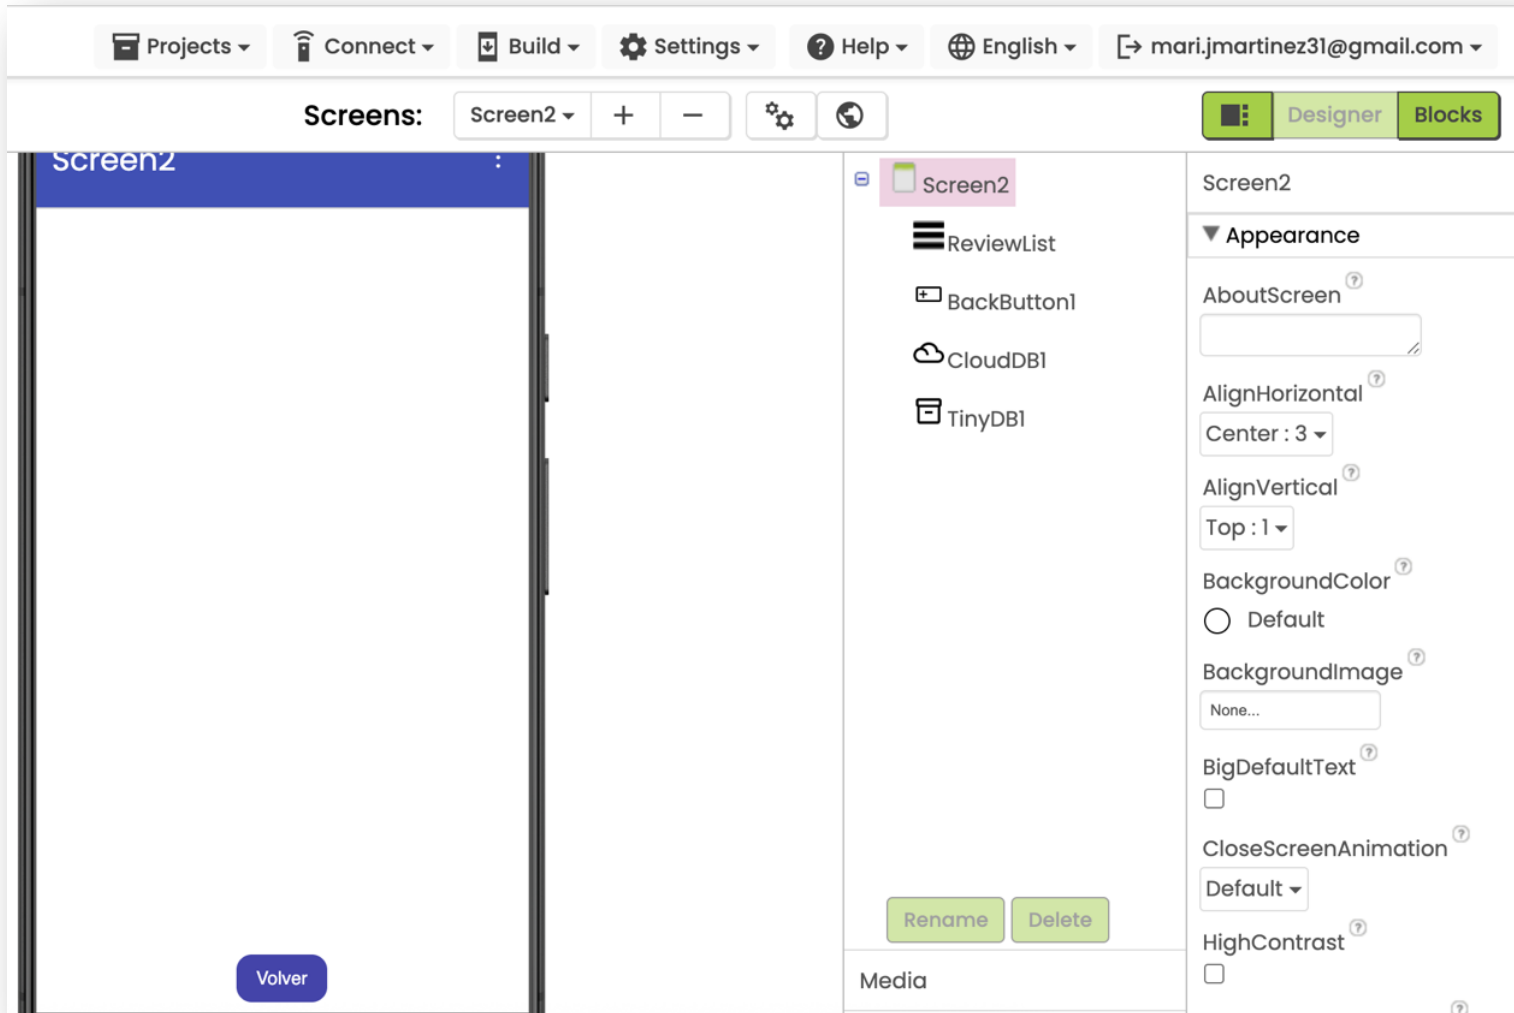 Projects
Connect
Build
Settings
Help
English
mari.jmartinez31@gmail.com
Screens:
Screen2
+
−
Designer
Blocks
Screen2
Volver
Screen2
ReviewList
BackButton1
CloudDB1
TinyDB1
Rename
Delete
Media
Screen2
Appearance
AboutScreen ?
AlignHorizontal ?
Center : 3
AlignVertical ?
Top : 1
BackgroundColor ?
Default
BackgroundImage ?
None...
BigDefaultText ?
CloseScreenAnimation ?
Default
HighContrast ?
?